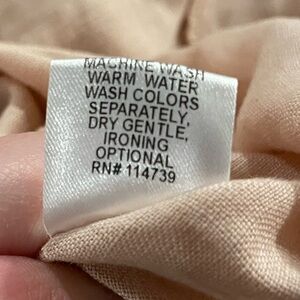 MACHINE WASH
WARM WATER
WASH COLORS
SEPARATELY,
DRY GENTLE,
IRONING
OPTIONAL
RN# 114739